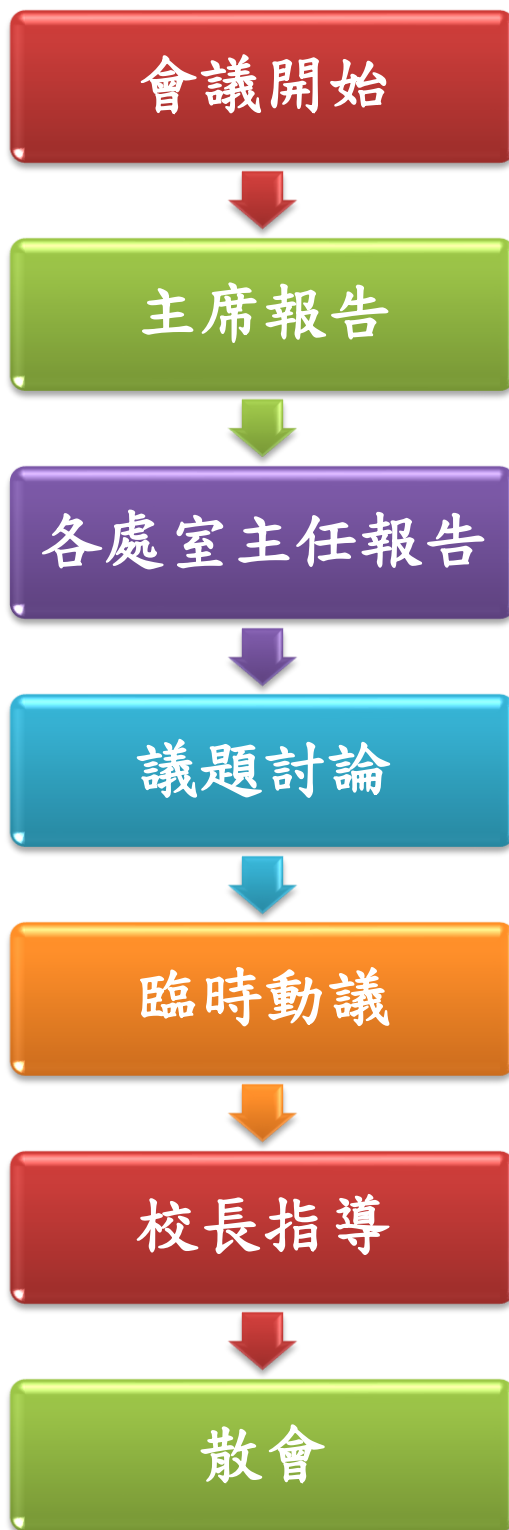 會議開始
主席報告
各處室主任報告
議題討論
臨時動議
校長指導
散會